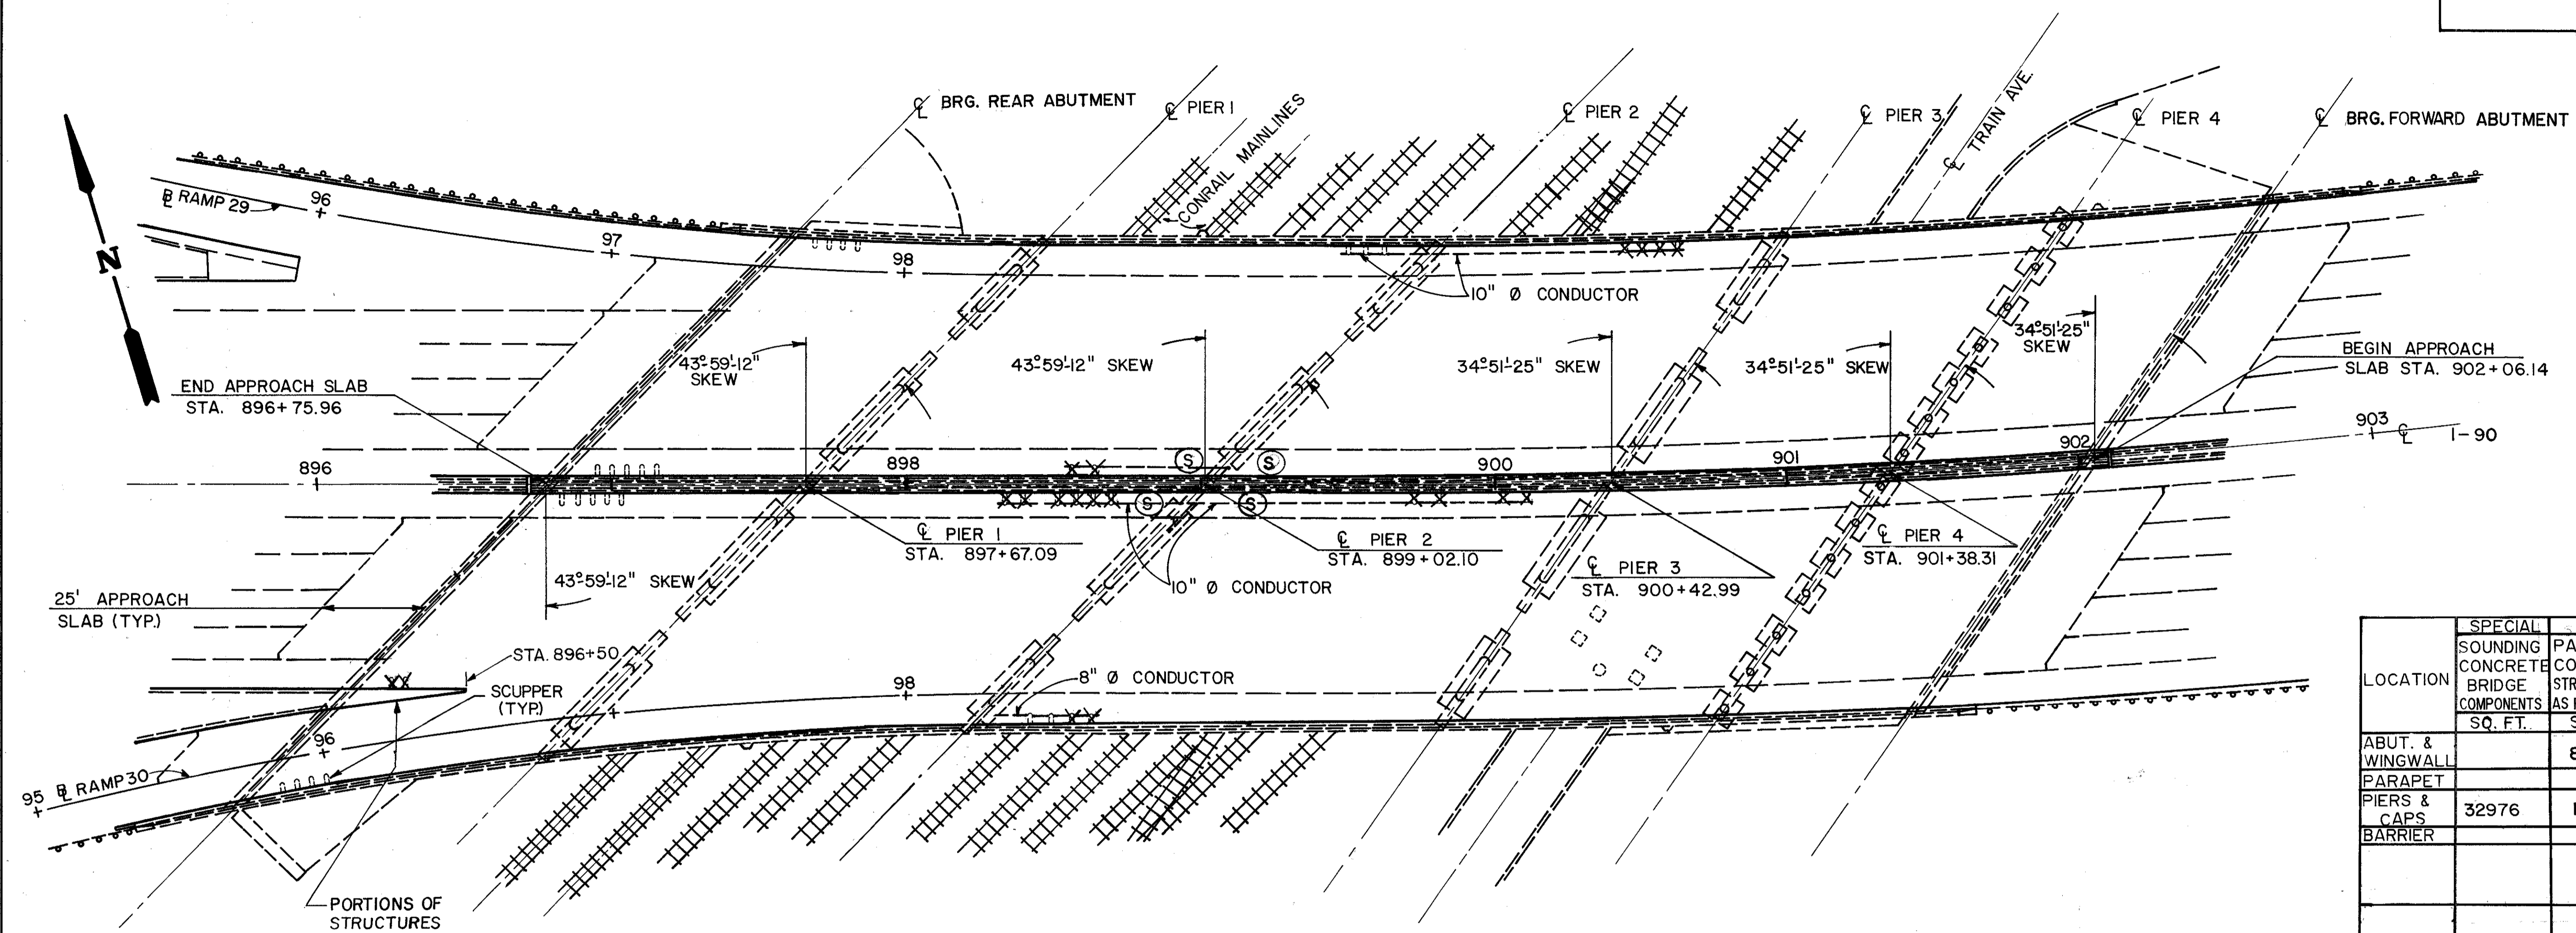 ℄ BRG. REAR ABUTMENT
℄ PIER 1
CONRAIL MAINLINES
℄ PIER 2
℄ PIER 3
℄ TRAIN AVE.
℄ PIER 4
℄ BRG. FORWARD ABUTMENT
N
B RAMP 29
96
97
98
10" Ø CONDUCTOR
43°-59'-12"
SKEW
43°-59'-12" SKEW
34°-51'-25" SKEW
34°-51'-25" SKEW
34°-51'-25"
SKEW
END APPROACH SLAB
STA. 896+75.96
BEGIN APPROACH
SLAB STA. 902+06.14
896
898
900
901
902
903 ℄ I-90
S
S
S
S
℄ PIER 1
STA. 897+67.09
℄ PIER 2
STA. 899+02.10
℄ PIER 3
STA. 900+42.99
℄ PIER 4
STA. 901+38.31
43°-59'-12" SKEW
10" Ø CONDUCTOR
25' APPROACH
SLAB (TYP.)
STA. 896+50
SCUPPER
(TYP.)
8" Ø CONDUCTOR
98
96
95 B RAMP 30
PORTIONS OF
STRUCTURES
LOCATION
SPECIAL
SOUNDING
CONCRETE
BRIDGE
COMPONENTS
SQ. FT.
PA
CO
STR
AS
S
ABUT. &
WINGWALL
8
PARAPET
PIERS &
CAPS
32976
BARRIER